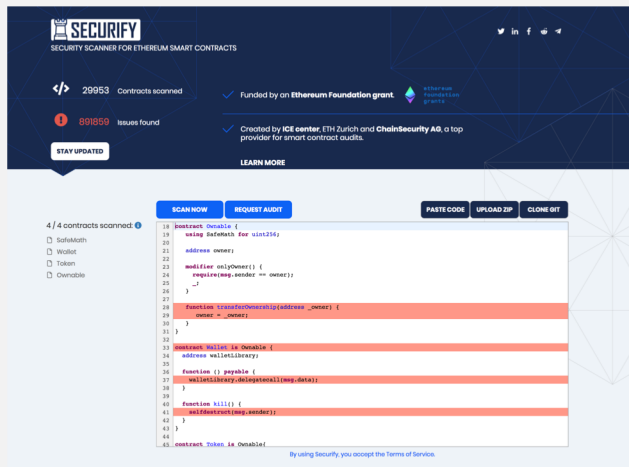 SECURIFY
SECURITY SCANNER FOR ETHEREUM SMART CONTRACTS
</> 29953 Contracts scanned
891859 Issues found
STAY UPDATED
Funded by an Ethereum Foundation grant.
ethereum
foundation
grants
Created by ICE center, ETH Zurich and ChainSecurity AG, a top
provider for smart contract audits.
LEARN MORE
SCAN NOW
REQUEST AUDIT
PASTE CODE
UPLOAD ZIP
CLONE GIT
4 / 4 contracts scanned:
SafeMath
Wallet
Token
Ownable
18 contract Ownable {
19 using SafeMath for uint256;
20
21 address owner;
22
23 modifier onlyOwner() {
24 require(msg.sender == owner);
25 _;
26 }
27
28 function transferOwnership(address _owner) {
29 owner = _owner;
30 }
31 }
32
33 contract Wallet is Ownable {
34 address walletLibrary;
35
36 function () payable {
37 walletLibrary.delegatecall(msg.data);
38 }
39
40 function kill() {
41 selfdestruct(msg.sender);
42 }
43 }
44
45 contract Token is Ownable{
By using Securify, you accept the Terms of Service.